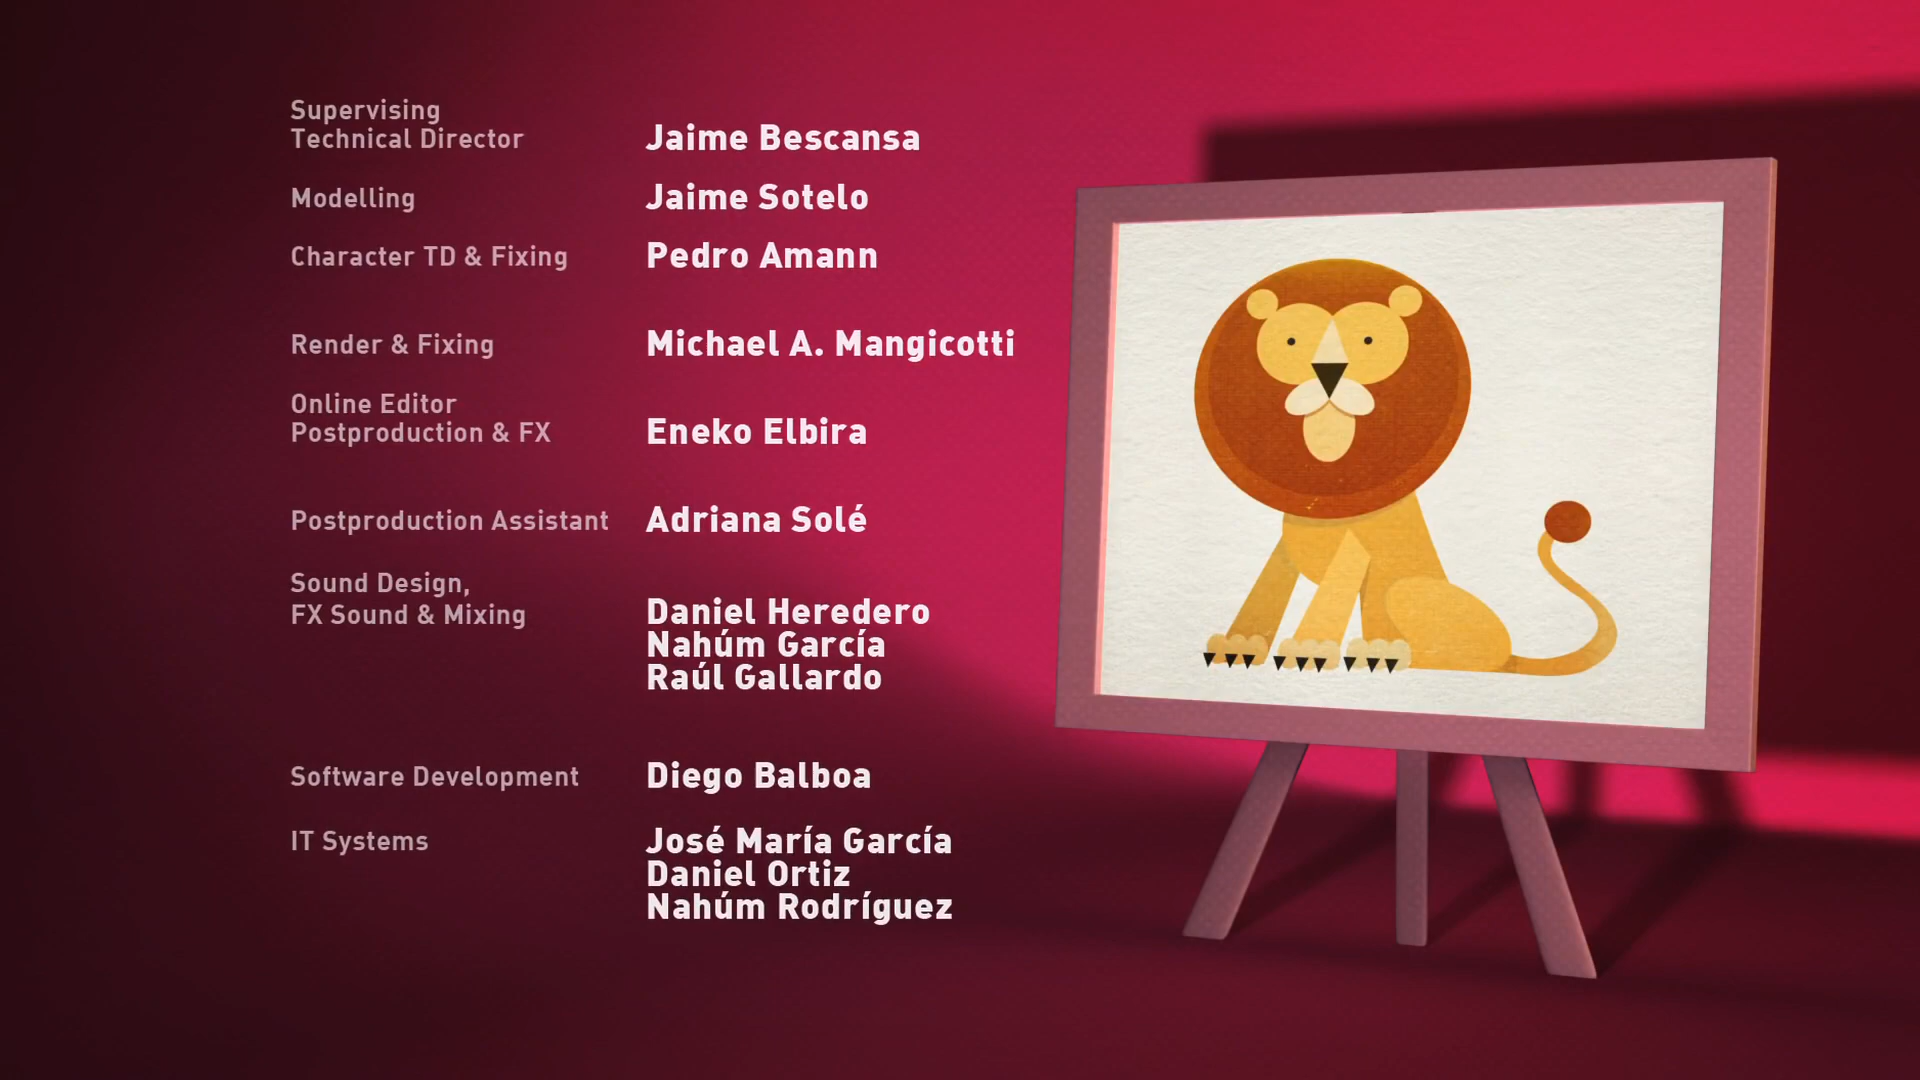 Supervising
Technical Director
Jaime Bescansa
Modelling
Jaime Sotelo
Character TD & Fixing
Pedro Amann
Render & Fixing
Michael A. Mangicotti
Online Editor
Postproduction & FX
Eneko Elbira
Postproduction Assistant
Adriana Solé
Sound Design,
FX Sound & Mixing
Daniel Heredero
Nahúm García
Raúl Gallardo
Software Development
Diego Balboa
IT Systems
José María García
Daniel Ortiz
Nahúm Rodríguez